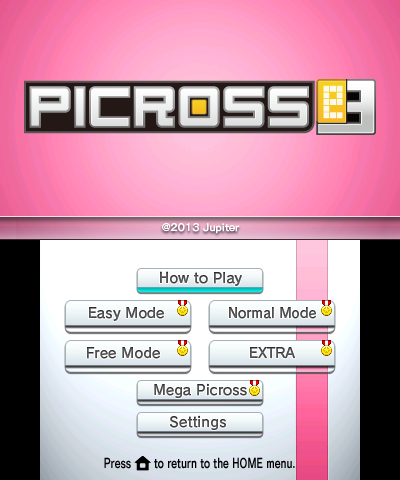 PICROSS e3
©2013 Jupiter
How to Play
Easy Mode
Normal Mode
Free Mode
EXTRA
Mega Picross
Settings
Press to return to the HOME menu.